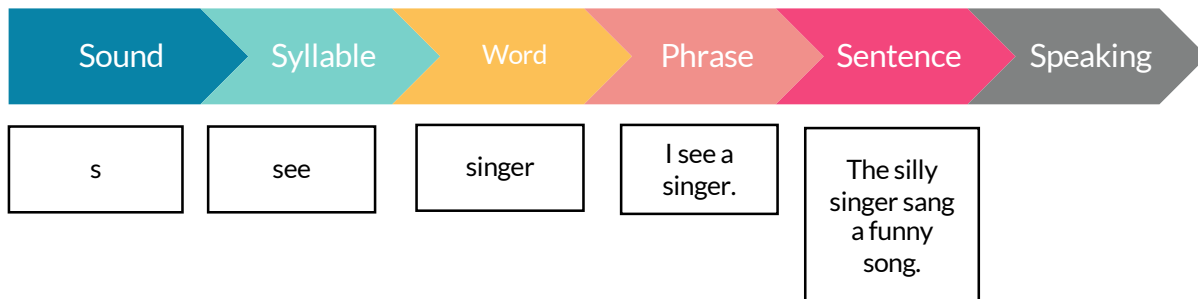 Sound
Syllable
Word
Phrase
Sentence
Speaking
s
see
singer
I see a
singer.
The silly
singer sang
a funny
song.